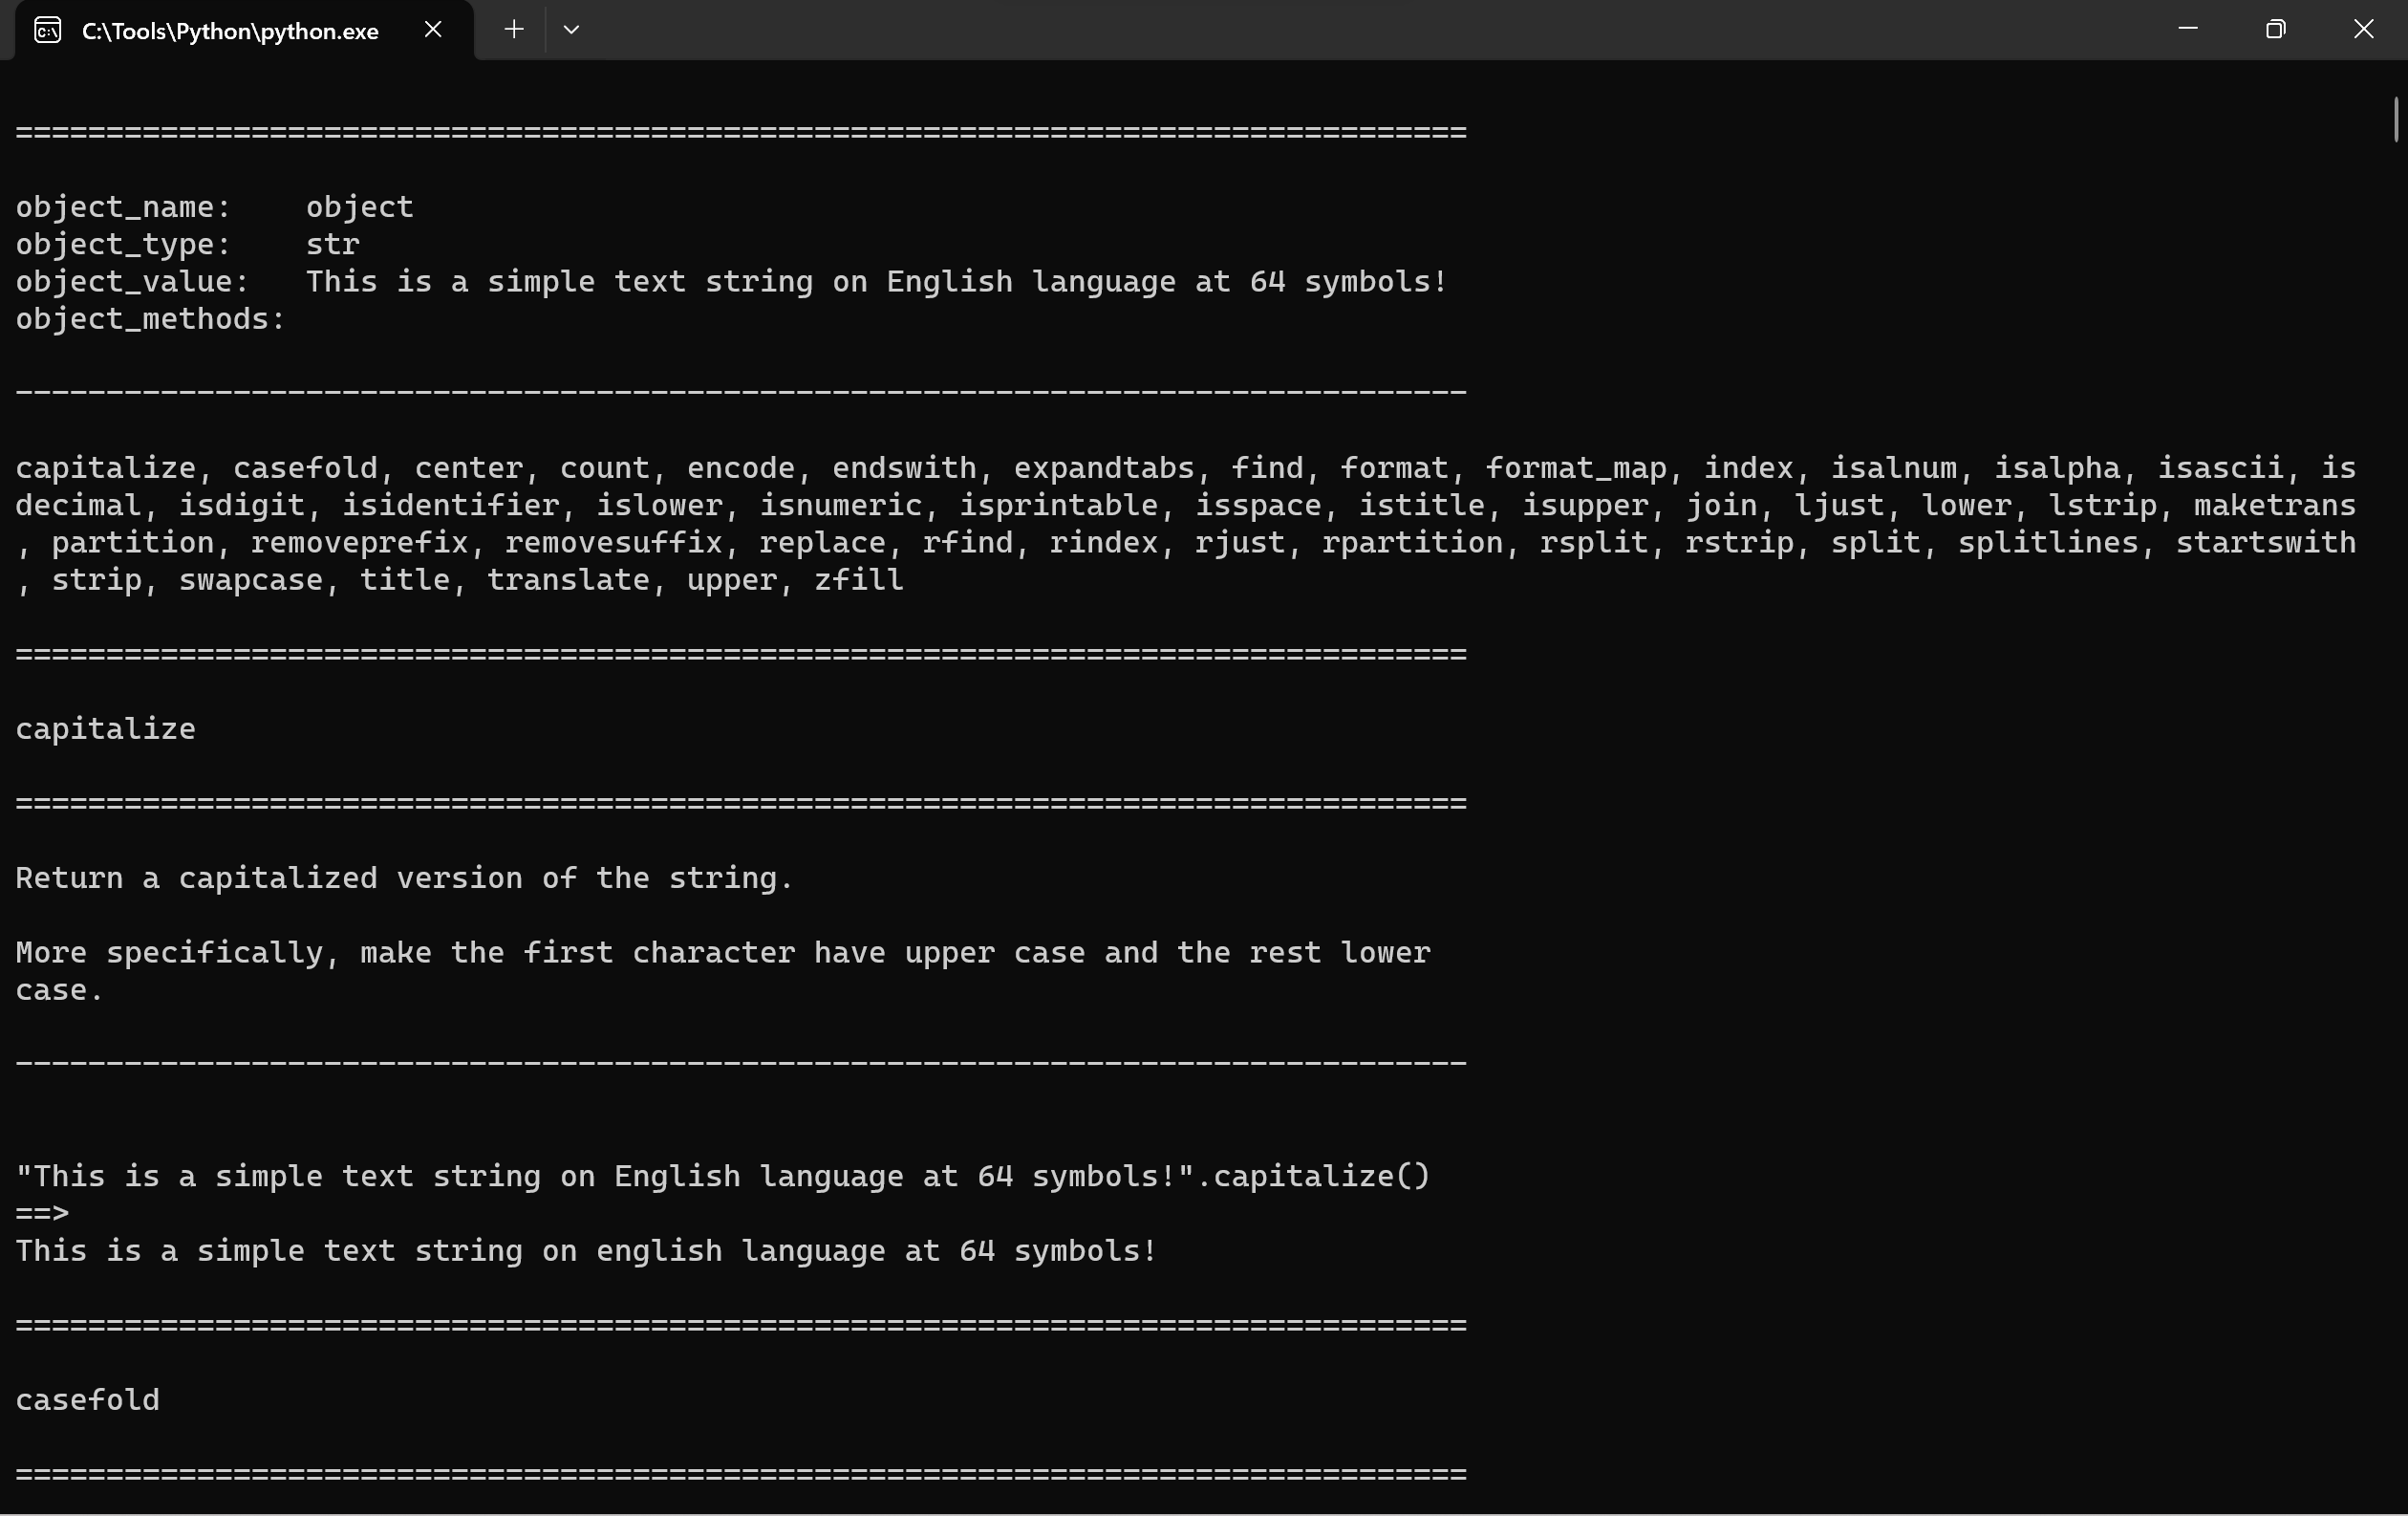 C:\Tools\Python\python.exe
================================================================================
object_name:    object
object_type:    str
object_value:   This is a simple text string on English language at 64 symbols!
object_methods:
--------------------------------------------------------------------------------
capitalize, casefold, center, count, encode, endswith, expandtabs, find, format, format_map, index, isalnum, isalpha, isascii, is
decimal, isdigit, isidentifier, islower, isnumeric, isprintable, isspace, istitle, isupper, join, ljust, lower, lstrip, maketrans
, partition, removeprefix, removesuffix, replace, rfind, rindex, rjust, rpartition, rsplit, rstrip, split, splitlines, startswith
, strip, swapcase, title, translate, upper, zfill
================================================================================
capitalize
================================================================================
Return a capitalized version of the string.
More specifically, make the first character have upper case and the rest lower
case.
--------------------------------------------------------------------------------
"This is a simple text string on English language at 64 symbols!".capitalize()
==>
This is a simple text string on english language at 64 symbols!
================================================================================
casefold
================================================================================